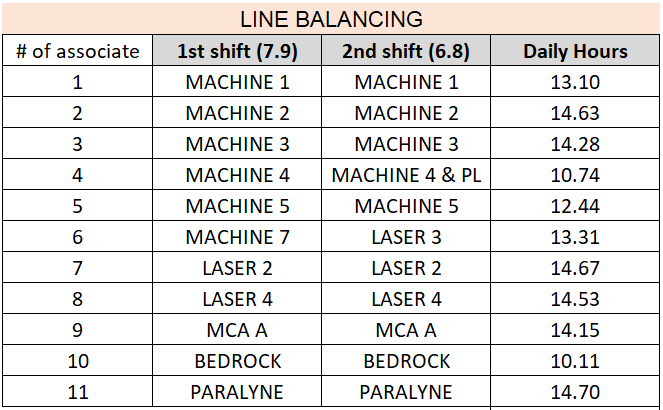 LINE BALANCING
# of associate 1st shift (7.9) 2nd shift (6.8) Daily Hours
1 MACHINE 1 MACHINE 1 13.10
2 MACHINE 2 MACHINE 2 14.63
3 MACHINE 3 MACHINE 3 14.28
4 MACHINE 4 MACHINE 4 & PL 10.74
5 MACHINE 5 MACHINE 5 12.44
6 MACHINE 7 LASER 3 13.31
7 LASER 2 LASER 2 14.67
8 LASER 4 LASER 4 14.53
9 MCA A MCA A 14.15
10 BEDROCK BEDROCK 10.11
11 PARALYNE PARALYNE 14.70